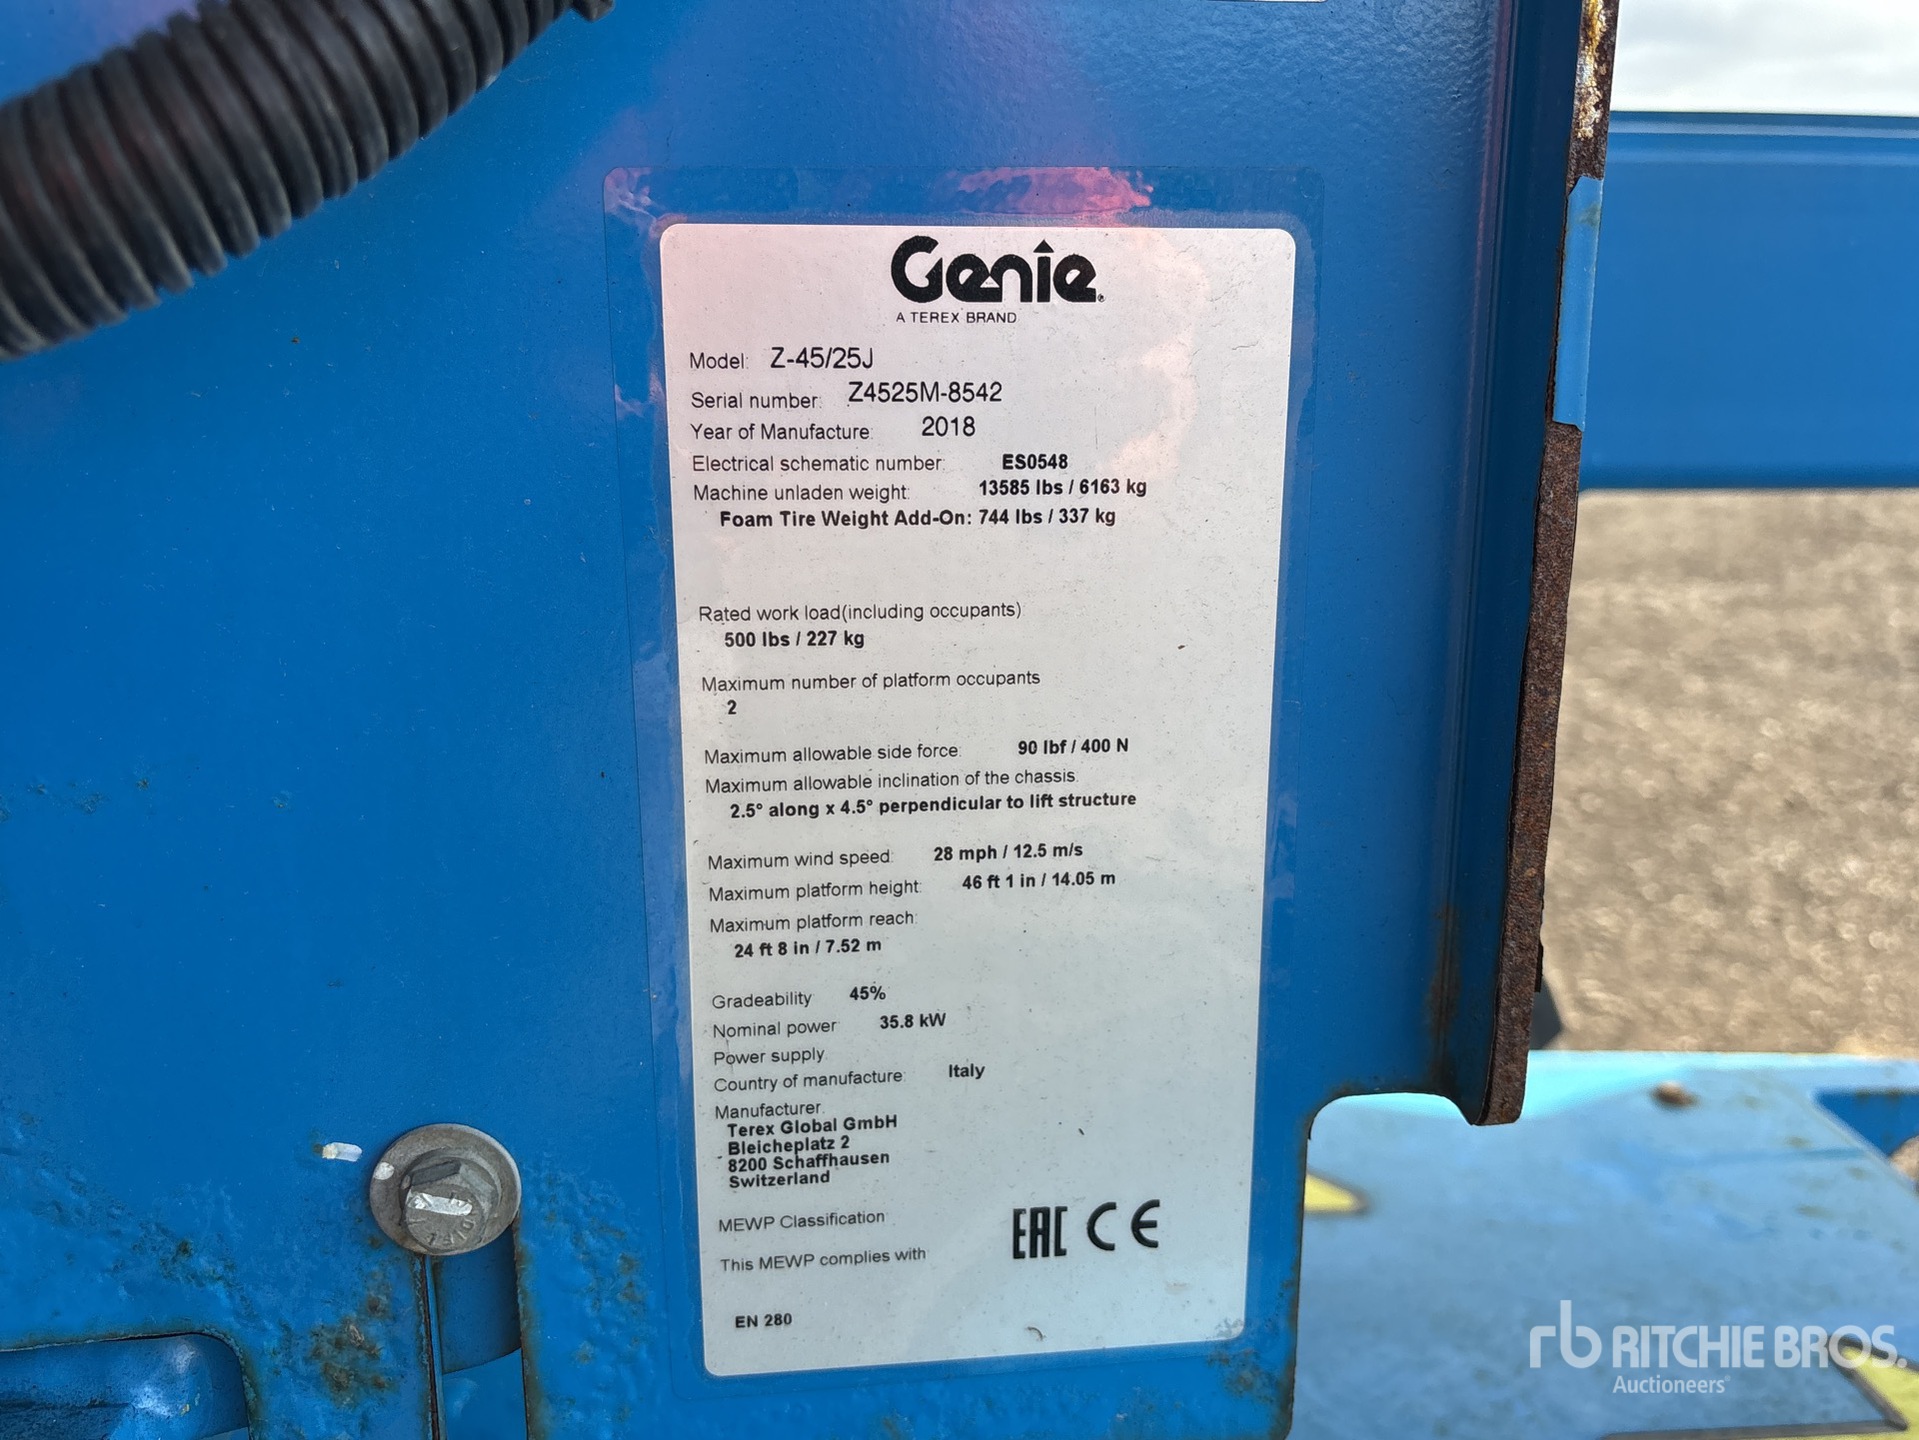 Genie®
A TEREX BRAND
Model: Z-45/25J
Serial number: Z4525M-8542
Year of Manufacture: 2018
Electrical schematic number: ES0548
Machine unladen weight: 13585 lbs / 6163 kg
Foam Tire Weight Add-On: 744 lbs / 337 kg
Rated work load(including occupants)
500 lbs / 227 kg
Maximum number of platform occupants
2
Maximum allowable side force: 90 lbf / 400 N
Maximum allowable inclination of the chassis:
2.5° along x 4.5° perpendicular to lift structure
Maximum wind speed: 28 mph / 12.5 m/s
Maximum platform height: 46 ft 1 in / 14.05 m
Maximum platform reach:
24 ft 8 in / 7.52 m
Gradeability 45%
Nominal power 35.8 kW
Power supply
Country of manufacture: Italy
Manufacturer:
Terex Global GmbH
Bleicheplatz 2
8200 Schaffhausen
Switzerland
MEWP Classification
EAC CE
This MEWP complies with
EN 280
rb RITCHIE BROS.
Auctioneers